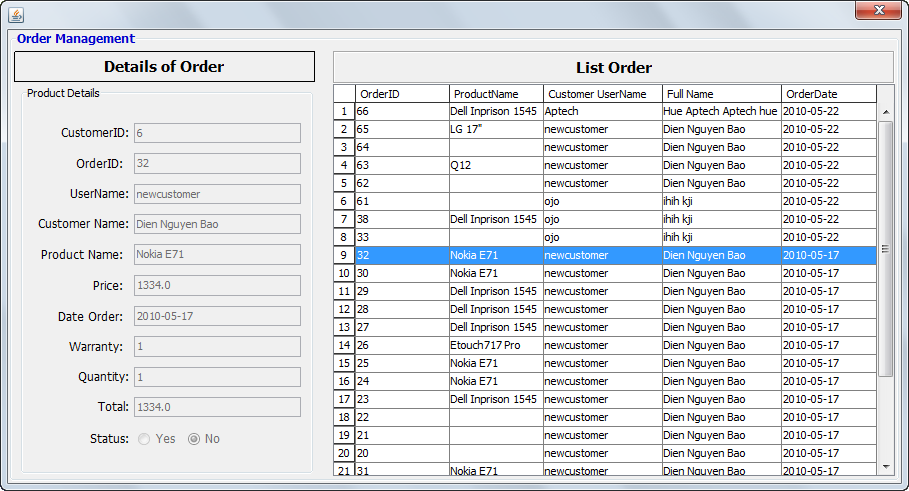 Order Management
Details of Order
Product Details
CustomerID: 6
OrderID: 32
UserName: newcustomer
Customer Name: Dien Nguyen Bao
Product Name: Nokia E71
Price: 1334.0
Date Order: 2010-05-17
Warranty: 1
Quantity: 1
Total: 1334.0
Status: Yes No
List Order
OrderID ProductName Customer UserName Full Name OrderDate
1 66 Dell Inprison 1545 Aptech Hue Aptech Aptech hue 2010-05-22
2 65 LG 17" newcustomer Dien Nguyen Bao 2010-05-22
3 64 newcustomer Dien Nguyen Bao 2010-05-22
4 63 Q12 newcustomer Dien Nguyen Bao 2010-05-22
5 62 newcustomer Dien Nguyen Bao 2010-05-22
6 61 ojo ihih kji 2010-05-22
7 38 Dell Inprison 1545 ojo ihih kji 2010-05-22
8 33 ojo ihih kji 2010-05-22
9 32 Nokia E71 newcustomer Dien Nguyen Bao 2010-05-17
10 30 Nokia E71 newcustomer Dien Nguyen Bao 2010-05-17
11 29 Dell Inprison 1545 newcustomer Dien Nguyen Bao 2010-05-17
12 28 Dell Inprison 1545 newcustomer Dien Nguyen Bao 2010-05-17
13 27 Dell Inprison 1545 newcustomer Dien Nguyen Bao 2010-05-17
14 26 Etouch717 Pro newcustomer Dien Nguyen Bao 2010-05-17
15 25 Nokia E71 newcustomer Dien Nguyen Bao 2010-05-17
16 24 Nokia E71 newcustomer Dien Nguyen Bao 2010-05-17
17 23 Dell Inprison 1545 newcustomer Dien Nguyen Bao 2010-05-17
18 22 newcustomer Dien Nguyen Bao 2010-05-17
19 21 newcustomer Dien Nguyen Bao 2010-05-17
20 20 newcustomer Dien Nguyen Bao 2010-05-17
21 31 Nokia E71 newcustomer Dien Nguyen Bao 2010-05-17